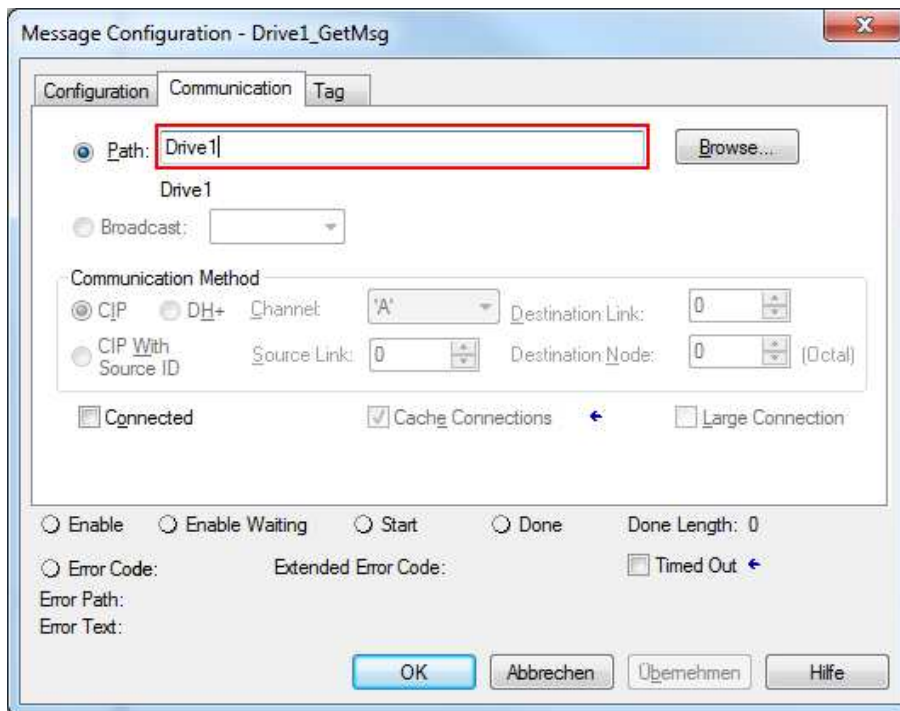 Message Configuration - Drive1_GetMsg
Configuration Communication Tag
Path: Drive1 Browse...
Drive1
Broadcast:
Communication Method
CIP DH+ Channel: 'A' Destination Link: 0
CIP With Source ID Source Link: 0 Destination Node: 0 (Octal)
Connected Cache Connections Large Connection
Enable Enable Waiting Start Done Done Length: 0
Error Code: Extended Error Code: Timed Out
Error Path:
Error Text:
OK Abbrechen Übernehmen Hilfe